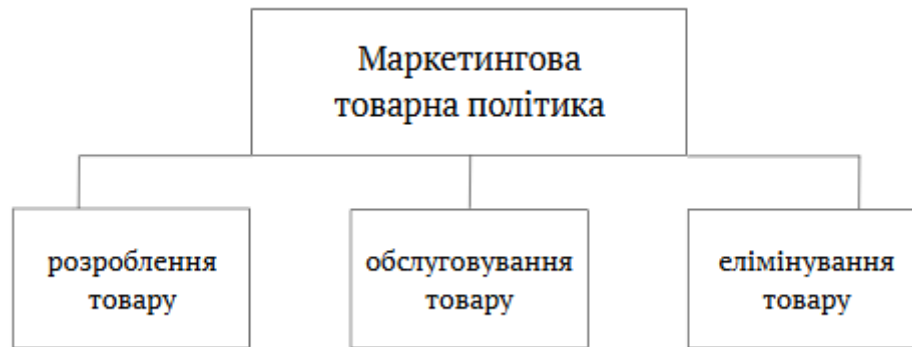 Маркетингова
товарна політика
розроблення
товару
обслуговування
товару
елімінування
товару